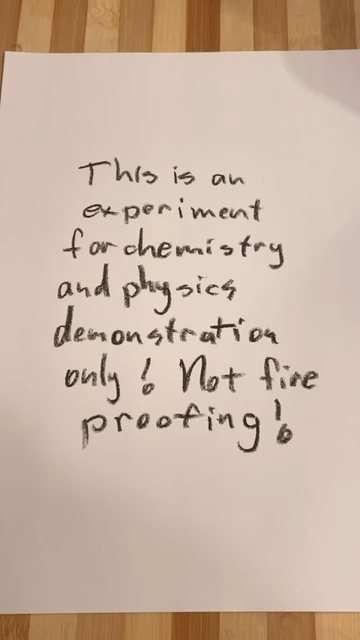 This is an
experiment
for chemistry
and physics
demonstration
only! Not fire
proofing!